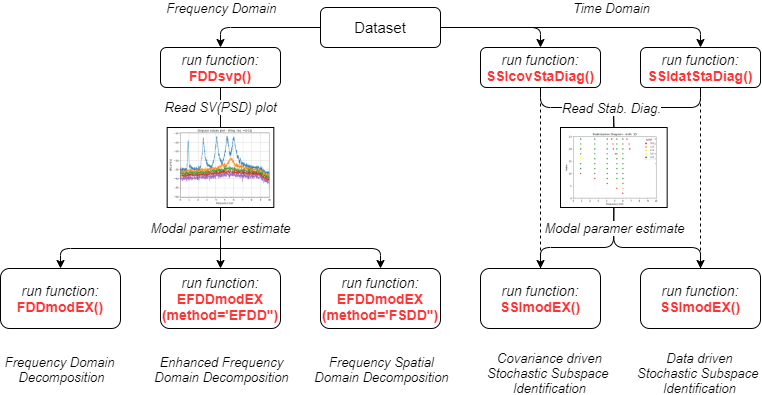 Frequency Domain
Dataset
Time Domain
run function:
FDDsvp()
run function:
SSIcovStaDiag()
run function:
SSIdatStaDiag()
Read SV(PSD) plot
Read Stab. Diag.
Modal paramer estimate
Modal paramer estimate
run function:
FDDmodEX()
run function:
EFDDmodEX
(method='EFDD")
run function:
EFDDmodEX
(method='FSDD")
run function:
SSImodEX()
run function:
SSImodEX()
Frequency Domain
Decomposition
Enhanced Frequency
Domain Decomposition
Frequency Spatial
Domain Decomposition
Covariance driven
Stochastic Subspace
Identification
Data driven
Stochastic Subspace
Identification